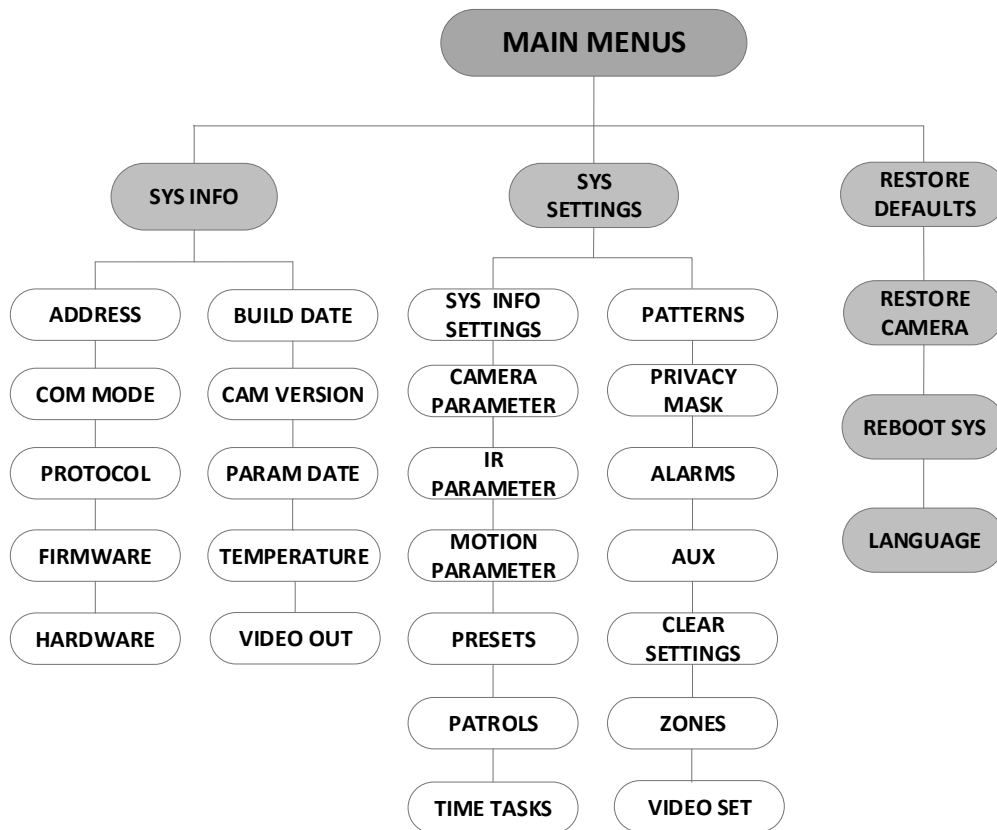 MAIN MENUS
SYS INFO
SYS
SETTINGS
RESTORE
DEFAULTS
ADDRESS
COM MODE
PROTOCOL
FIRMWARE
HARDWARE
BUILD DATE
CAM VERSION
PARAM DATE
TEMPERATURE
VIDEO OUT
SYS INFO
SETTINGS
CAMERA
PARAMETER
IR
PARAMETER
MOTION
PARAMETER
PRESETS
PATROLS
TIME TASKS
PATTERNS
PRIVACY
MASK
ALARMS
AUX
CLEAR
SETTINGS
ZONES
VIDEO SET
RESTORE
CAMERA
REBOOT SYS
LANGUAGE